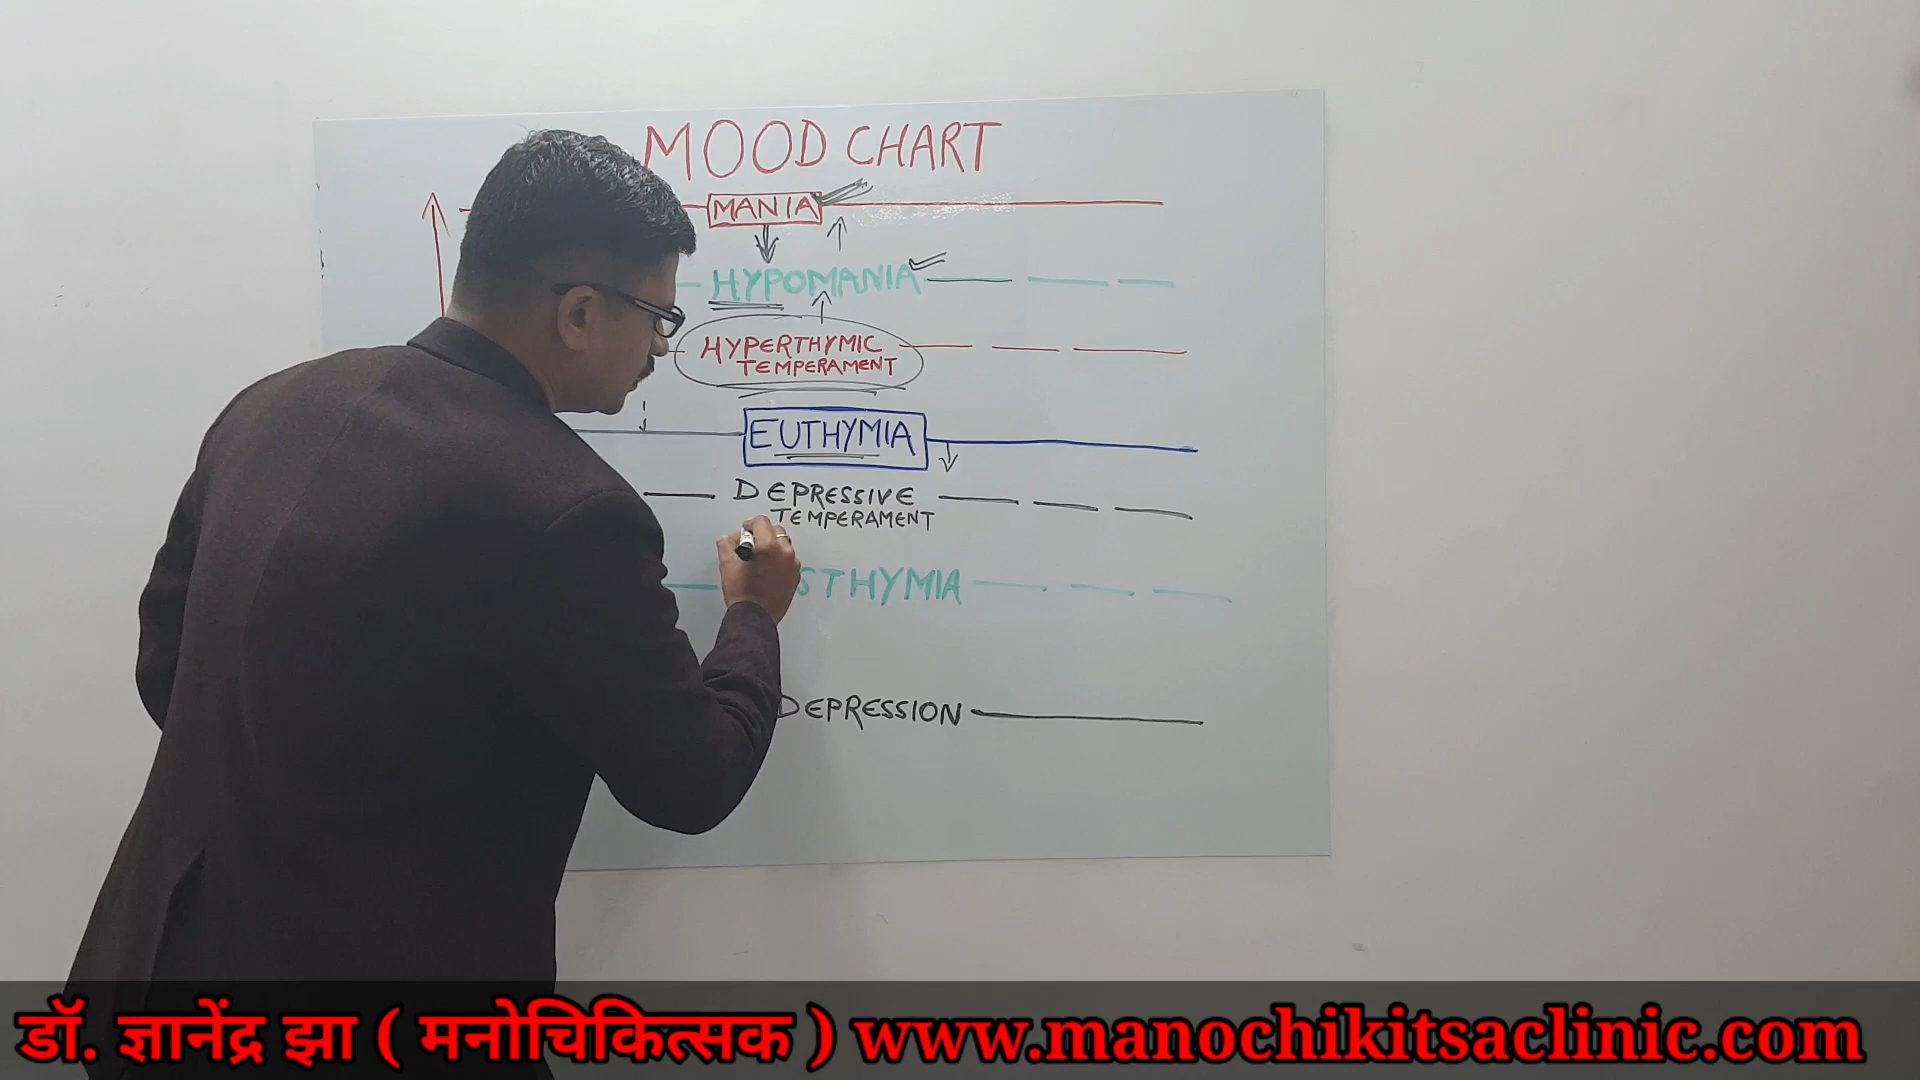 MOOD CHART
MANIA
HYPOMANIA
HYPERTHYMIC
TEMPERAMENT
EUTHYMIA
DEPRESSIVE
TEMPERAMENT
STHYMIA
DEPRESSION
डॉ. ज्ञानेंद्र झा ( मनोचिकित्सक ) www.manochikitsaclinic.com